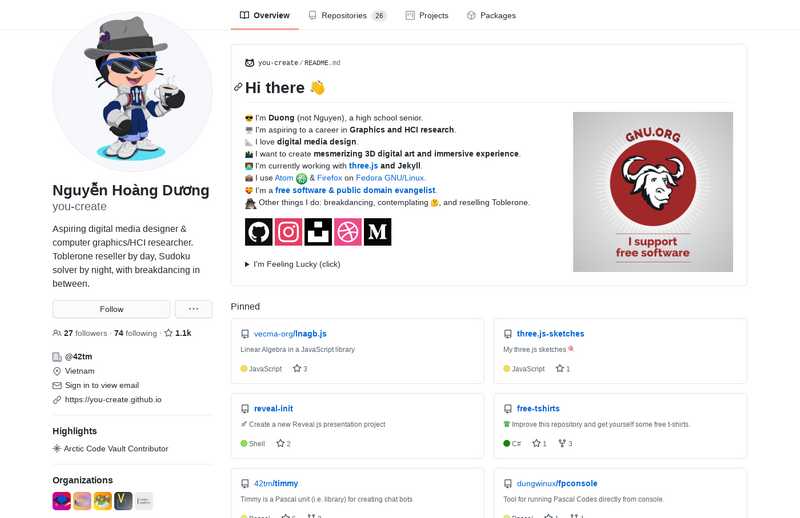 Overview
Repositories 26
Projects
Packages
Nguyễn Hoàng Dương
you-create
Aspiring digital media designer &
computer graphics/HCI researcher.
Toblerone reseller by day, Sudoku
solver by night, with breakdancing in
between.
Follow
27 followers · 74 following · 1.1k
@42tm
Vietnam
Sign in to view email
https://you-create.github.io
Highlights
Arctic Code Vault Contributor
Organizations
you-create/README.md
Hi there 👋
😎 I'm Duong (not Nguyen), a high school senior.
I'm aspiring to a career in Graphics and HCI research.
I love digital media design.
I want to create mesmerizing 3D digital art and immersive experience.
I'm currently working with three.js and Jekyll.
I use Atom & Firefox on Fedora GNU/Linux.
I'm a free software & public domain evangelist.
Other things I do: breakdancing, contemplating 🤔, and reselling Toblerone.
I'm Feeling Lucky (click)
GNU.ORG
I support
free software
Pinned
vecma-org/lnagb.js
Linear Algebra in a JavaScript library
JavaScript 3
three.js-sketches
My three.js sketches
JavaScript 1
reveal-init
Create a new Reveal.js presentation project
Shell 2
free-tshirts
Improve this repository and get yourself some free t-shirts.
C# 1 3
42tm/timmy
Timmy is a Pascal unit (i.e. library) for creating chat bots
dungwinux/fpconsole
Tool for running Pascal Codes directly from console.